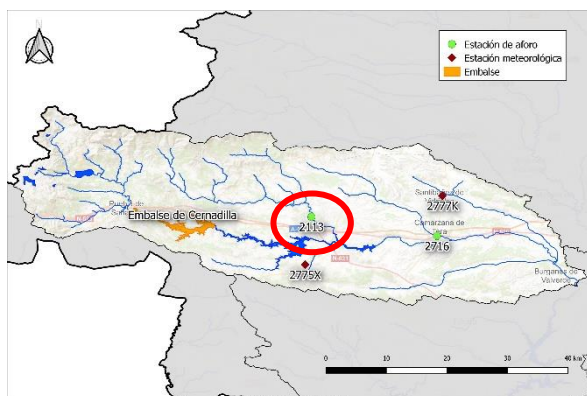 Estación de aforo
Estación meteorológica
Embalse
2777K
Embalse de Cernadilla
2113
Camarzana de
2716
2775X
Burganes de
Valverde
0
10
20
30
40 km